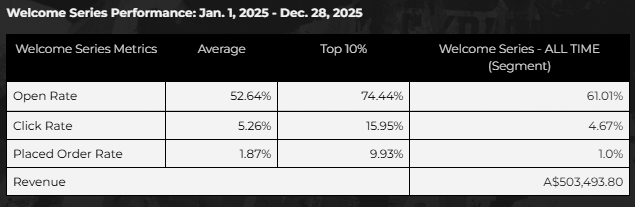 Welcome Series Performance: Jan. 1, 2025 - Dec. 28, 2025
Welcome Series Metrics Average Top 10% Welcome Series - ALL TIME
(Segment)
Open Rate 52.64% 74.44% 61.01%
Click Rate 5.26% 15.95% 4.67%
Placed Order Rate 1.87% 9.93% 1.0%
Revenue A$503,493.80